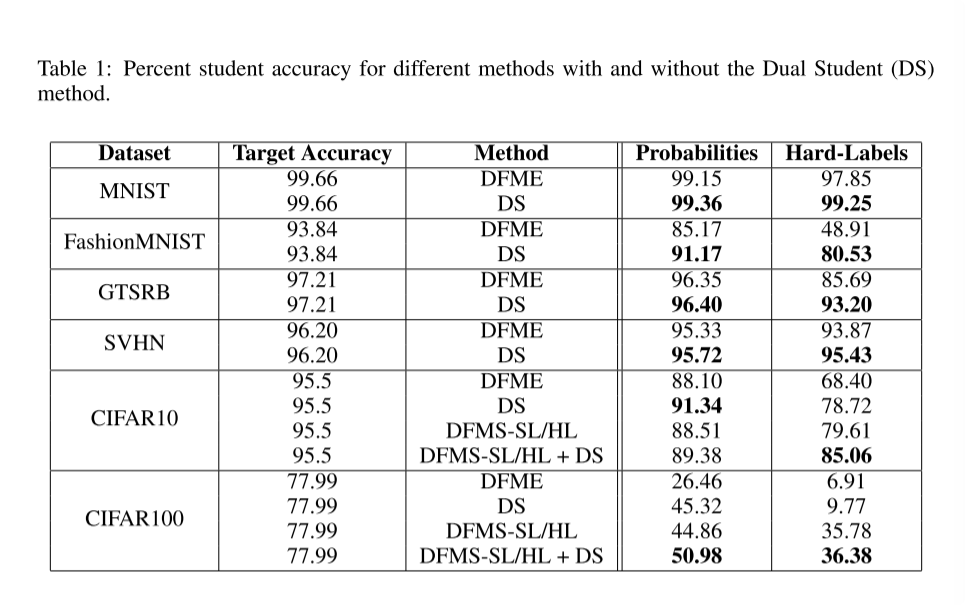 Table 1: Percent student accuracy for different methods with and without the Dual Student (DS)
method.
Dataset Target Accuracy Method Probabilities Hard-Labels
MNIST 99.66 DFME 99.15 97.85
99.66 DS 99.36 99.25
FashionMNIST 93.84 DFME 85.17 48.91
93.84 DS 91.17 80.53
GTSRB 97.21 DFME 96.35 85.69
97.21 DS 96.40 93.20
SVHN 96.20 DFME 95.33 93.87
96.20 DS 95.72 95.43
CIFAR10 95.5 DFME 88.10 68.40
95.5 DS 91.34 78.72
95.5 DFMS-SL/HL 88.51 79.61
95.5 DFMS-SL/HL + DS 89.38 85.06
CIFAR100 77.99 DFME 26.46 6.91
77.99 DS 45.32 9.77
77.99 DFMS-SL/HL 44.86 35.78
77.99 DFMS-SL/HL + DS 50.98 36.38